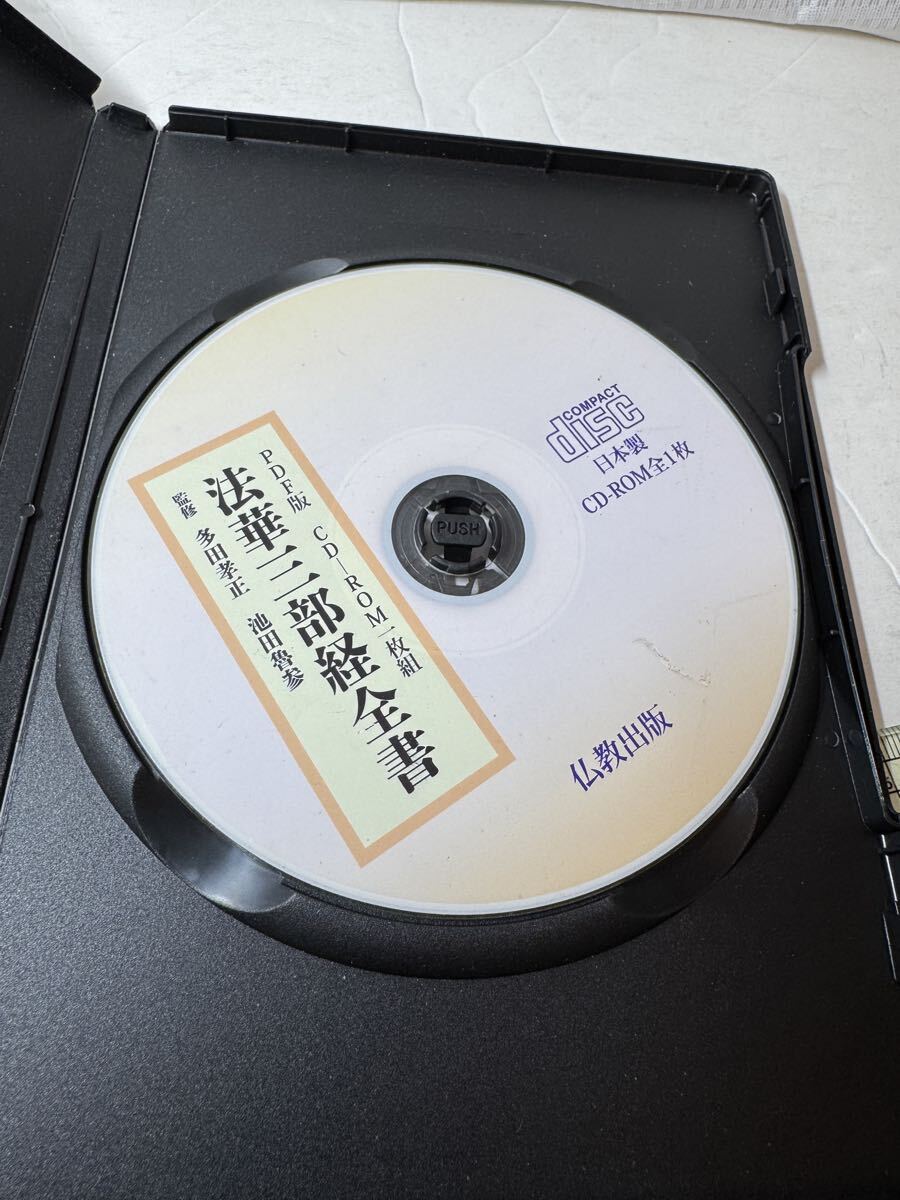 PDF版 CD-ROM一枚組
法華三部経全書
監修 多田孝正 池田魯参
COMPACT
disc
日本製
CD-ROM全1枚
PUSH
仏教出版